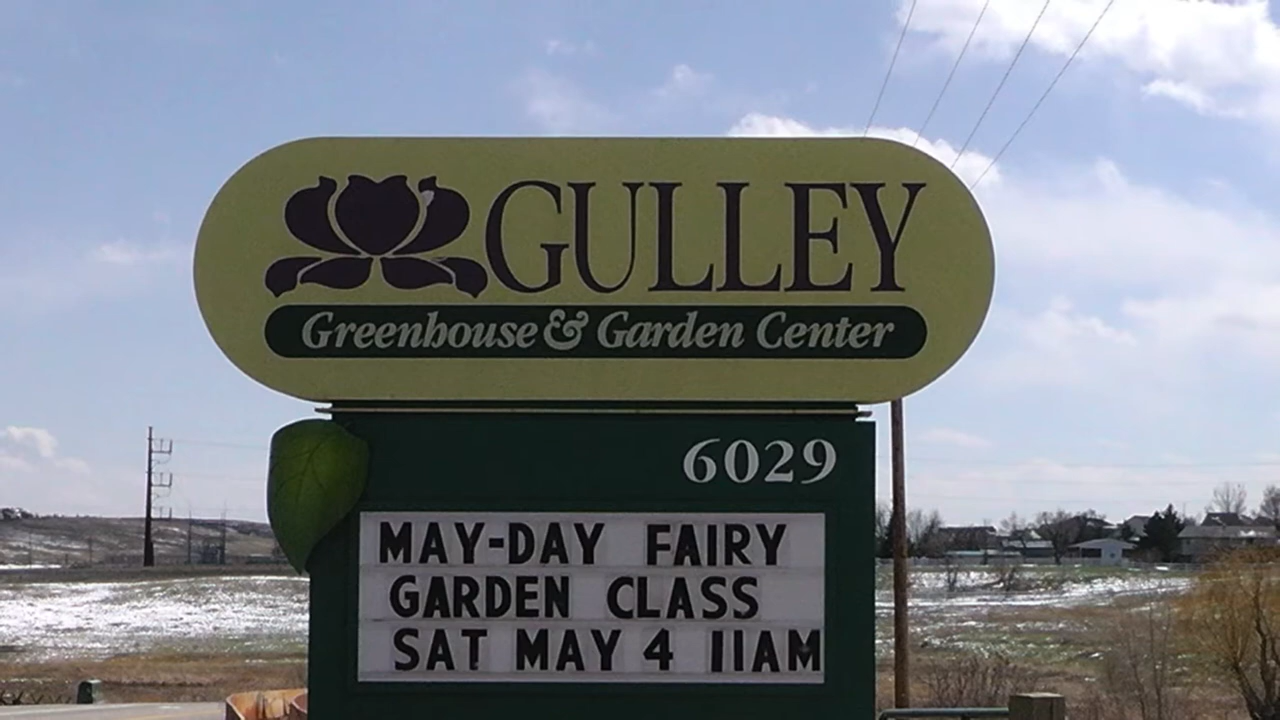 GULLEY
Greenhouse & Garden Center
6029
MAY-DAY FAIRY
GARDEN CLASS
SAT MAY 4 11AM